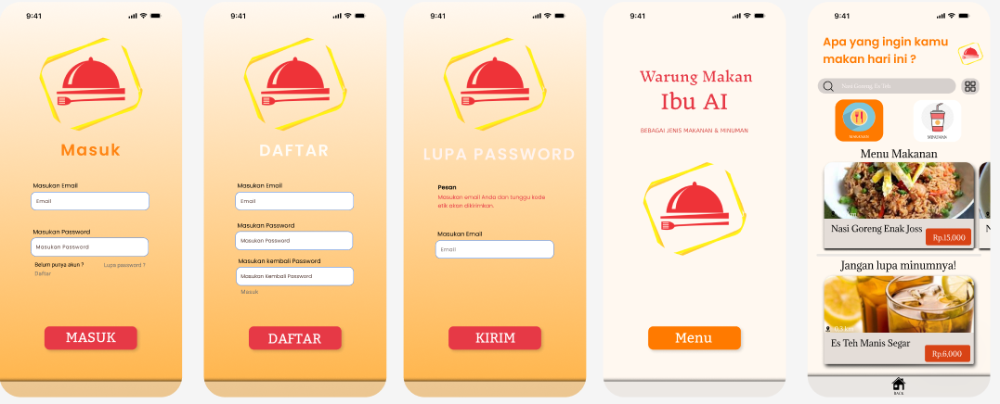 9:41
Masuk
Masukan Email
Email
Masukan Password
Masukan Password
Belum punya akun ?
Lupa password ?
Daftar
MASUK
9:41
DAFTAR
Masukan Email
Email
Masukan Password
Masukan Password
Masukan kembali Password
Masukan Kembali Password
Masuk
DAFTAR
9:41
LUPA PASSWORD
Pesan
Masukan email Anda dan tunggu kode
etik akan dikirimkan.
Masukan Email
Email
KIRIM
9:41
Warung Makan
Ibu AI
BEBAGAI JENIS MAKANAN & MINUMAN
Menu
9:41
Apa yang ingin kamu
makan hari ini ?
Nasi Goreng, Es Teh
MAKANAN
MINUMAN
Menu Makanan
Nasi Goreng Enak Joss
Rp.15,000
N
Jangan lupa minumnya!
0,3 km
Es Teh Manis Segar
Rp.6,000
BACK